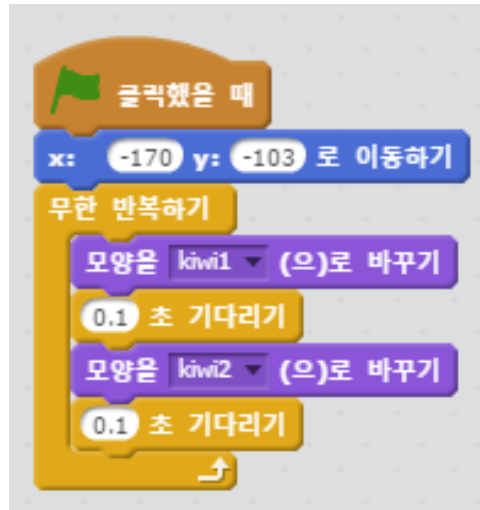 클릭했을 때
x: -170 y: -103 로 이동하기
무한 반복하기
모양을 kiwi1 (으)로 바꾸기
0.1 초 기다리기
모양을 kiwi2 (으)로 바꾸기
0.1 초 기다리기